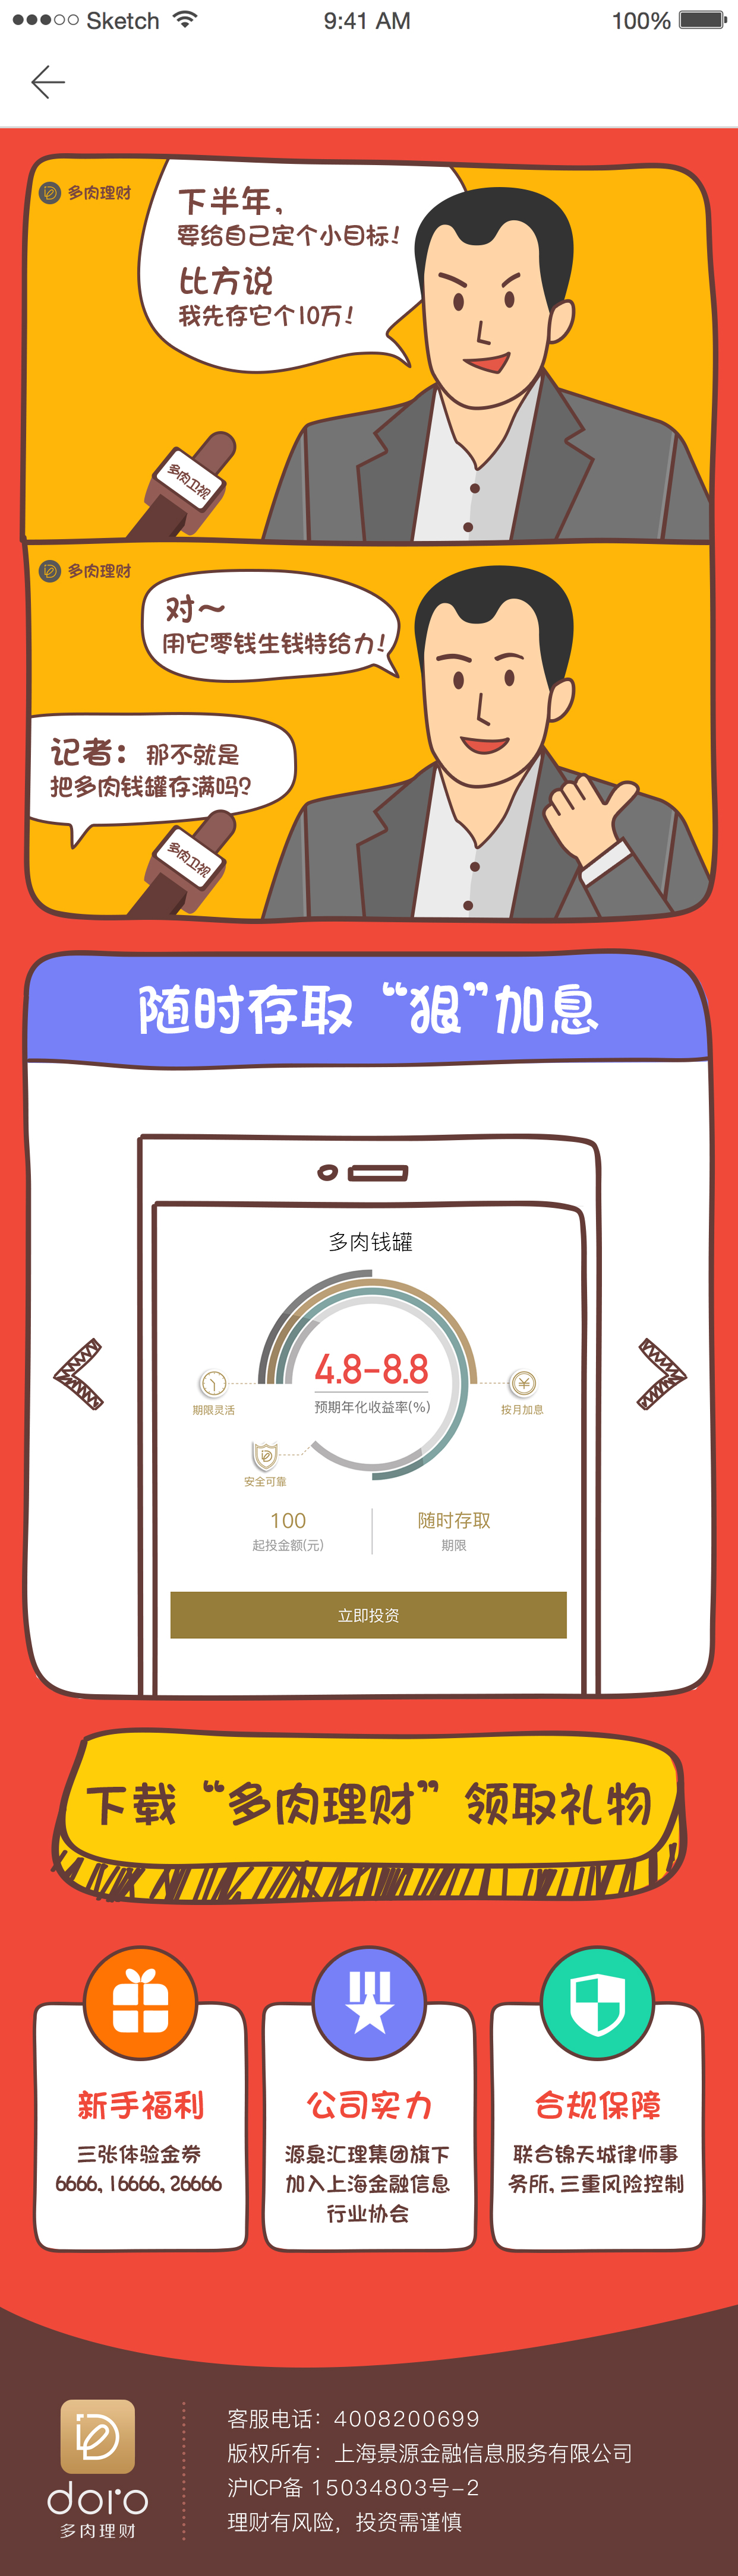 Sketch 9:41 AM 100%
多肉理财
下半年，
要给自己定个小目标！
比方说
我先存它个10万！
多肉卫视
多肉理财
对～
用它零钱生钱特给力！
记者：那不就是
把多肉钱罐存满吗？
多肉卫视
随时存取“狠”加息
多肉钱罐
4.8-8.8
预期年化收益率(%)
期限灵活
按月加息
安全可靠
100
起投金额(元)
随时存取
期限
立即投资
下载“多肉理财”领取礼物
新手福利
三张体验金券
6666, 16666, 26666
公司实力
源泉汇理集团旗下
加入上海金融信息
行业协会
合规保障
联合锦天城律师事
务所, 三重风险控制
doro
多肉理财
客服电话：4008200699
版权所有：上海景源金融信息服务有限公司
沪ICP备 15034803号-2
理财有风险，投资需谨慎